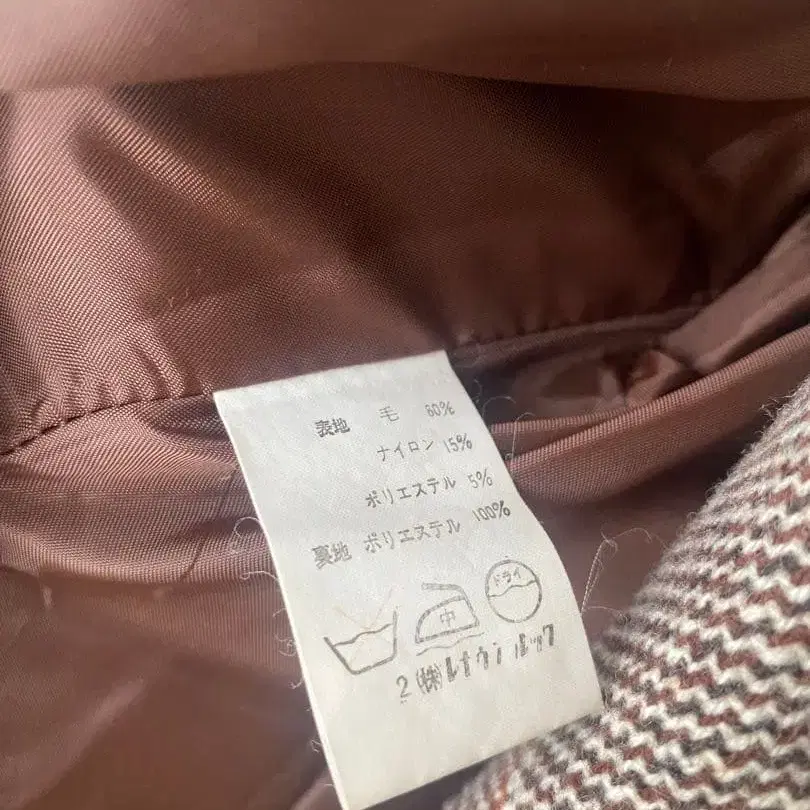 表地 毛 80%
ナイロン 15%
ポリエステル 5%
裏地 ポリエステル 100%
中 ドライ
2(株)レナウンルック